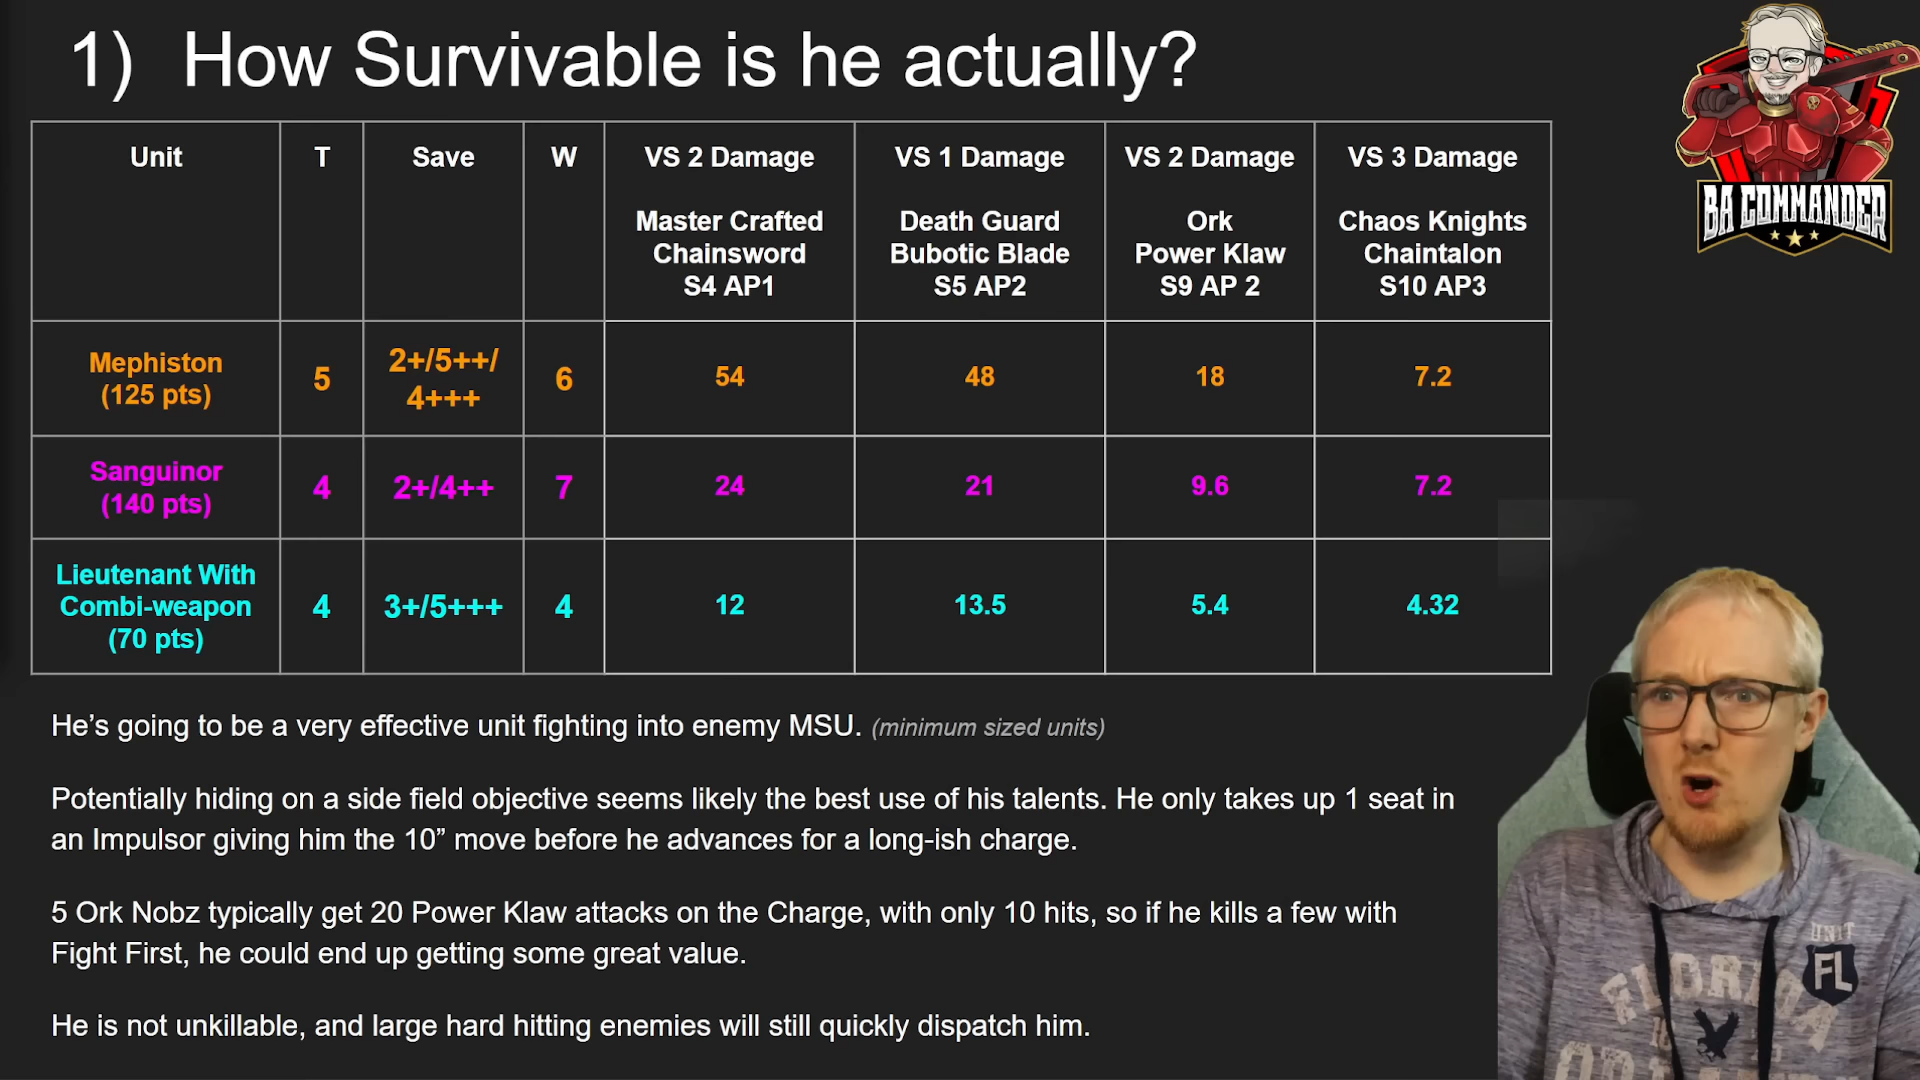 1) How Survivable is he actually?
Unit T Save W VS 2 Damage VS 1 Damage VS 2 Damage VS 3 Damage
Master Crafted Death Guard Ork Chaos Knights
Chainsword Bubotic Blade Power Klaw Chaintalon
S4 AP1 S5 AP2 S9 AP 2 S10 AP3
Mephiston
(125 pts)
5
2+/5++/
4+++
6
54
48
18
7.2
Sanguinor
(140 pts)
4
2+/4++
7
24
21
9.6
7.2
Lieutenant With
Combi-weapon
(70 pts)
4
3+/5+++
4
12
13.5
5.4
4.32
He's going to be a very effective unit fighting into enemy MSU. (minimum sized units)
Potentially hiding on a side field objective seems likely the best use of his talents. He only takes up 1 seat in
an Impulsor giving him the 10” move before he advances for a long-ish charge.
5 Ork Nobz typically get 20 Power Klaw attacks on the Charge, with only 10 hits, so if he kills a few with
Fight First, he could end up getting some great value.
He is not unkillable, and large hard hitting enemies will still quickly dispatch him.
BA COMMANDER
UNIT
FL
FLORIDA